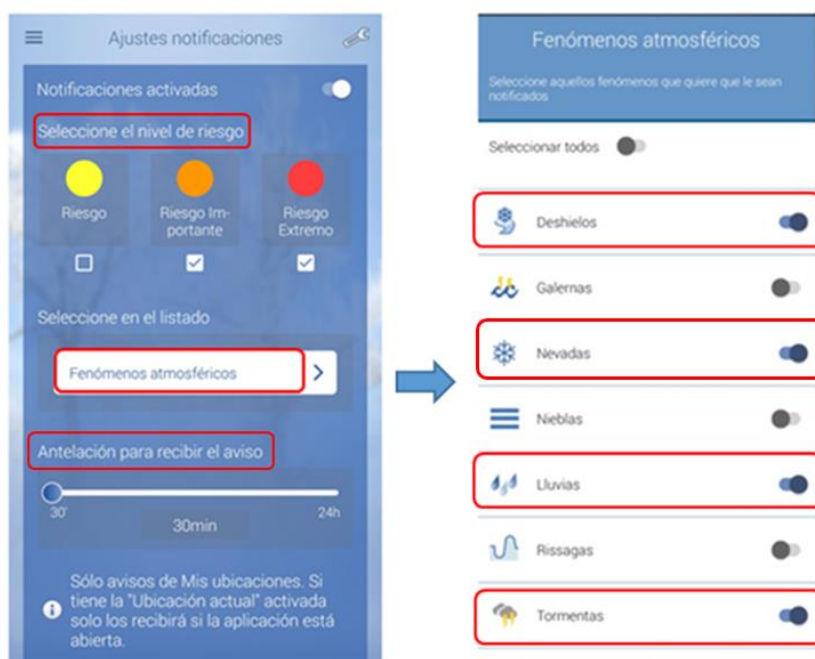 Ajustes notificaciones
Notificaciones activadas
Seleccione el nivel de riesgo
Riesgo
Riesgo Im-
portante
Riesgo
Extremo
Seleccione en el listado
Fenómenos atmosféricos
Antelación para recibir el aviso
30'
24h
30min
Sólo avisos de Mis ubicaciones. Si
tiene la "Ubicación actual" activada
solo los recibirá si la aplicación está
abierta.
Fenómenos atmosféricos
Seleccione aquellos fenómenos que quiere que le sean
notificados
Seleccionar todos
Deshielos
Galernas
Nevadas
Nieblas
Lluvias
Rissagas
Tormentas